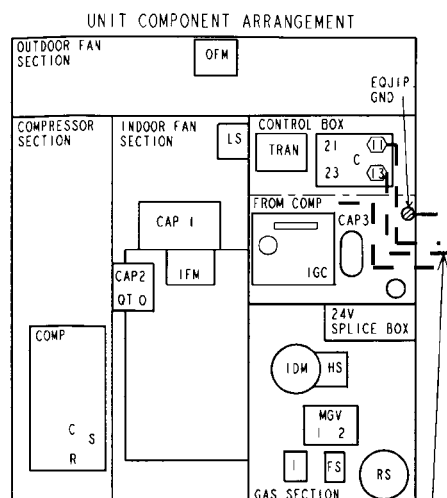 UNIT COMPONENT ARRANGEMENT
OUTDOOR FAN
SECTION
OFM
EQUIP
GND
COMPRESSOR
SECTION
INDOOR FAN
SECTION
LS
CONTROL BOX
TRAN
21
11
C
23
13
FROM COMP
CAP 1
CAP3
IGC
CAP2
QT O
IFM
24V
SPLICE BOX
COMP
C
S
R
IDM
HS
MGV
1 2
I
FS
RS
GAS SECTION